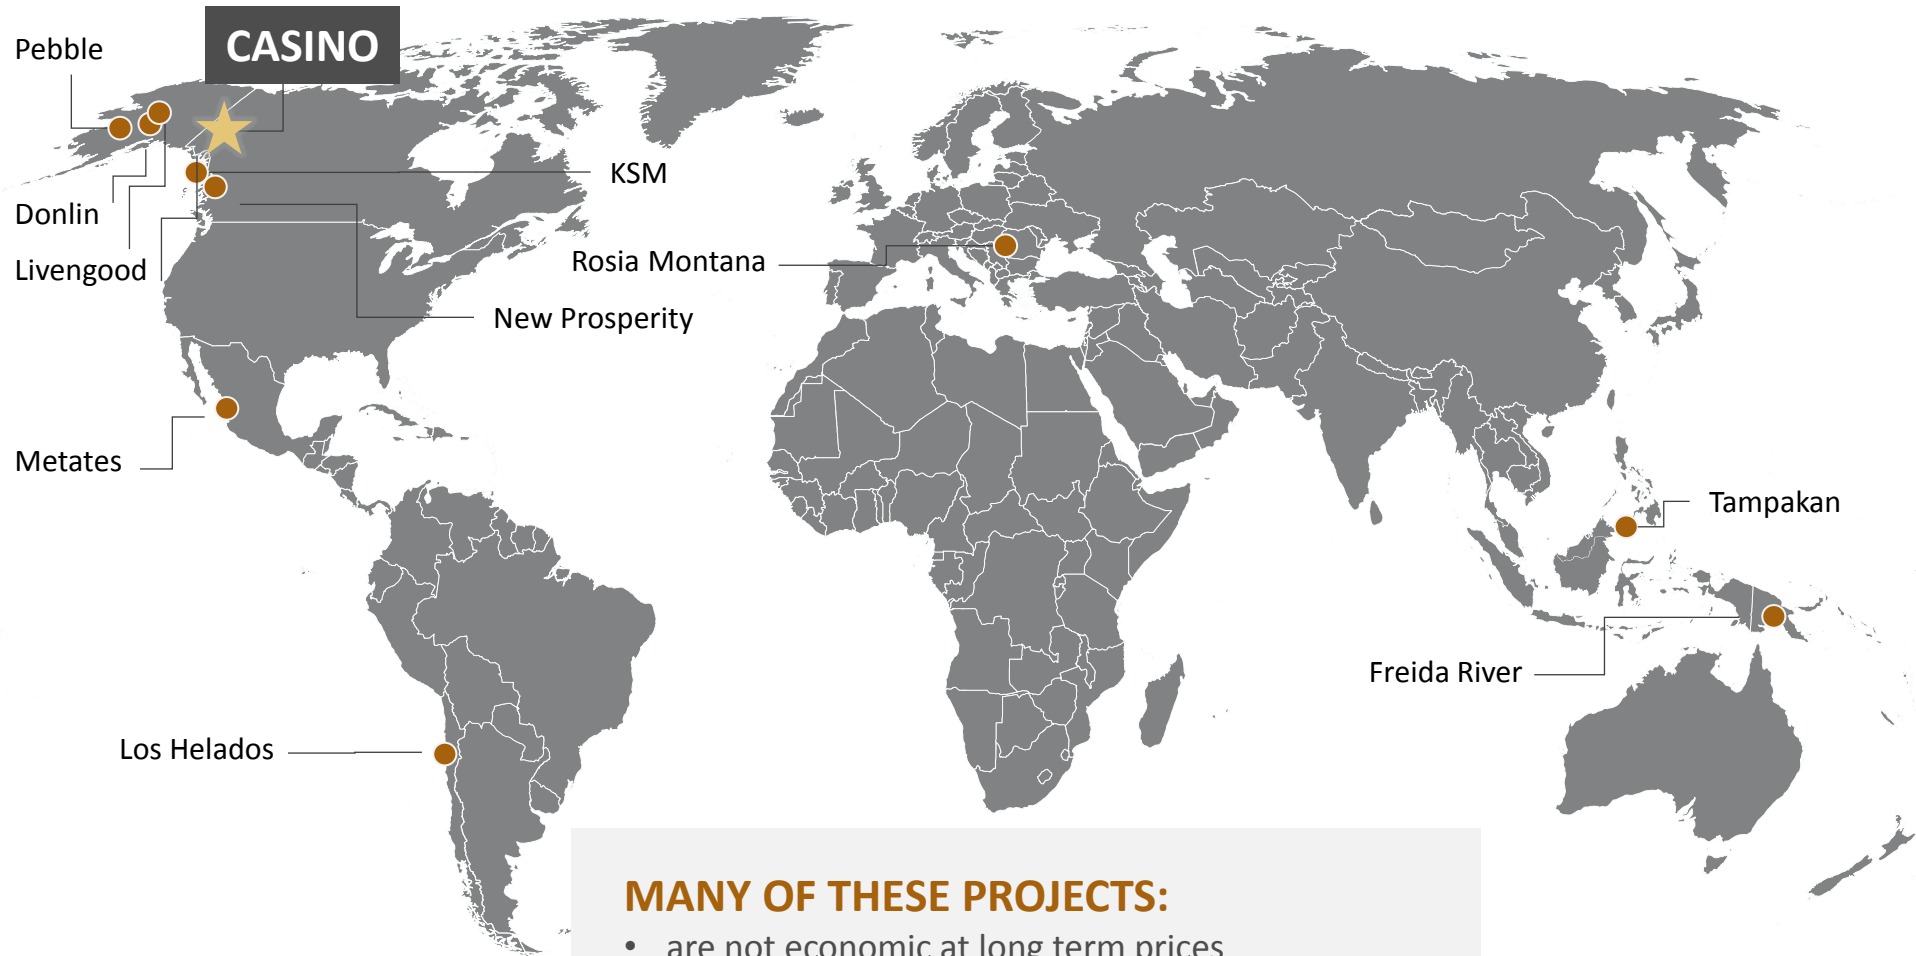 Pebble
CASINO
KSM
Donlin
Livengood
Rosia Montana
New Prosperity
Metates
Tampakan
Freida River
Los Helados
MANY OF THESE PROJECTS:
• are not economic at long term prices